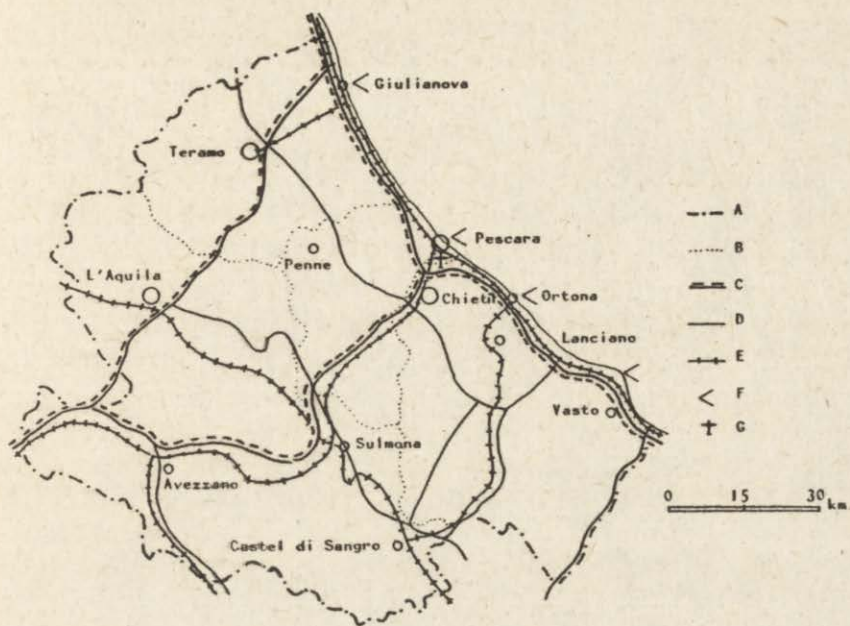 Giulianova
Teramo
Pescara
Penne
L'Aquila
Chieti
Ortona
Lanciano
Vasto
Sulmona
Avezzano
Castel di Sangro
A
B
C
D
E
F
G
0 15 30
km.